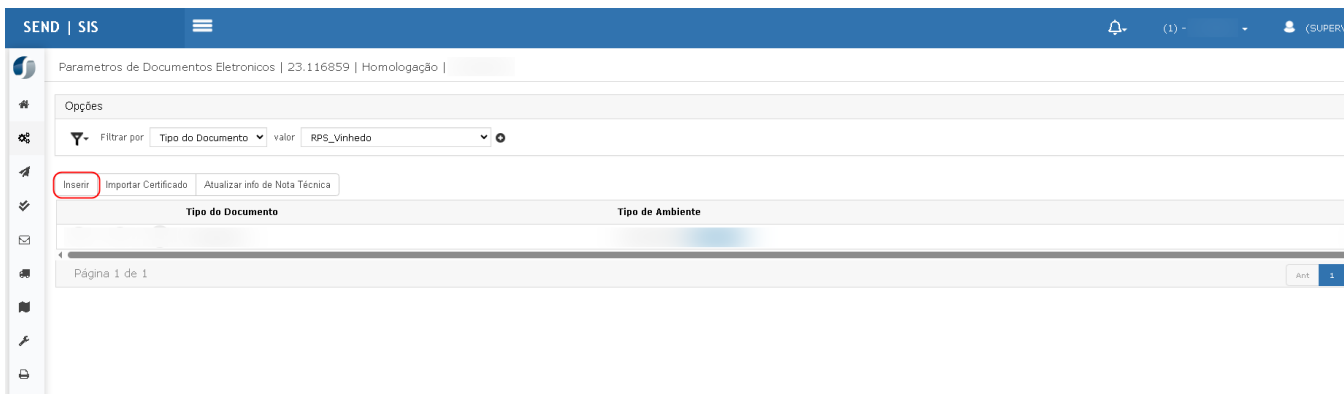 SEND | SIS (1) - (SUPERV
Parametros de Documentos Eletronicos | 23.116859 | Homologação |
Opções
Filtrar por Tipo do Documento valor RPS_Vinhedo
Inserir Importar Certificado Atualizar info de Nota Técnica
Tipo do Documento Tipo de Ambiente
Página 1 de 1 Ant 1